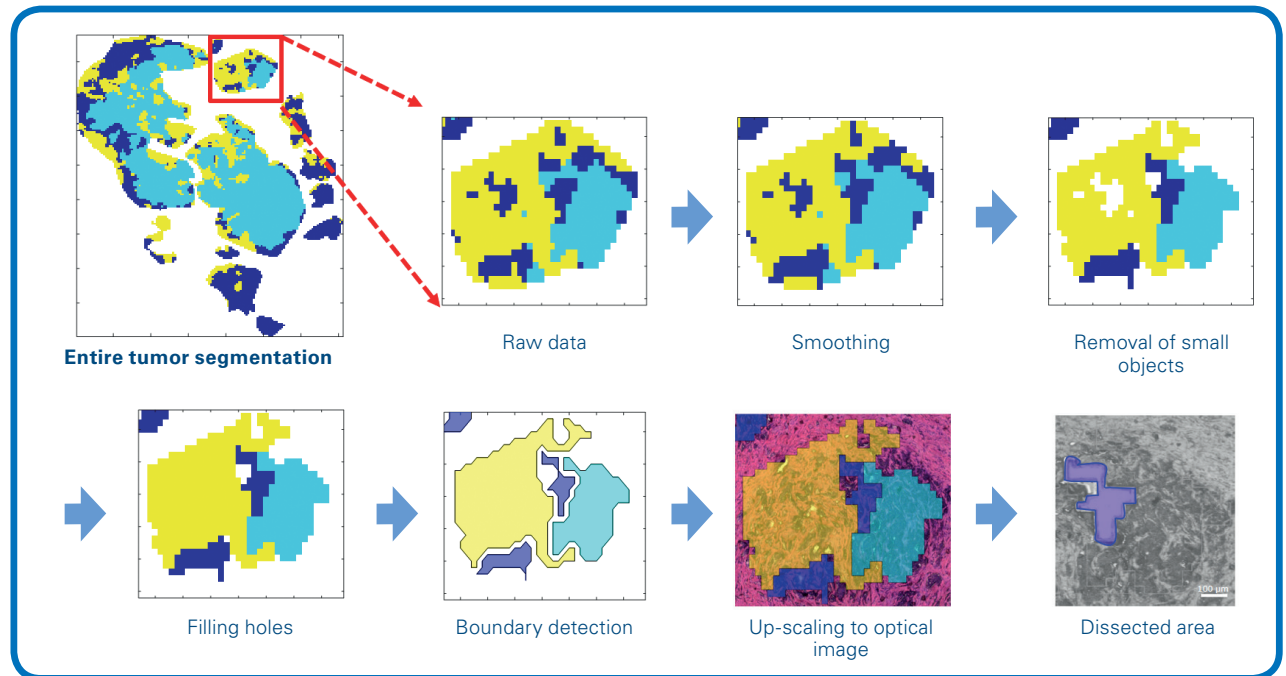 Entire tumor segmentation
Raw data
Smoothing
Removal of small
objects
Filling holes
Boundary detection
Up-scaling to optical
image
100 µm
Dissected area